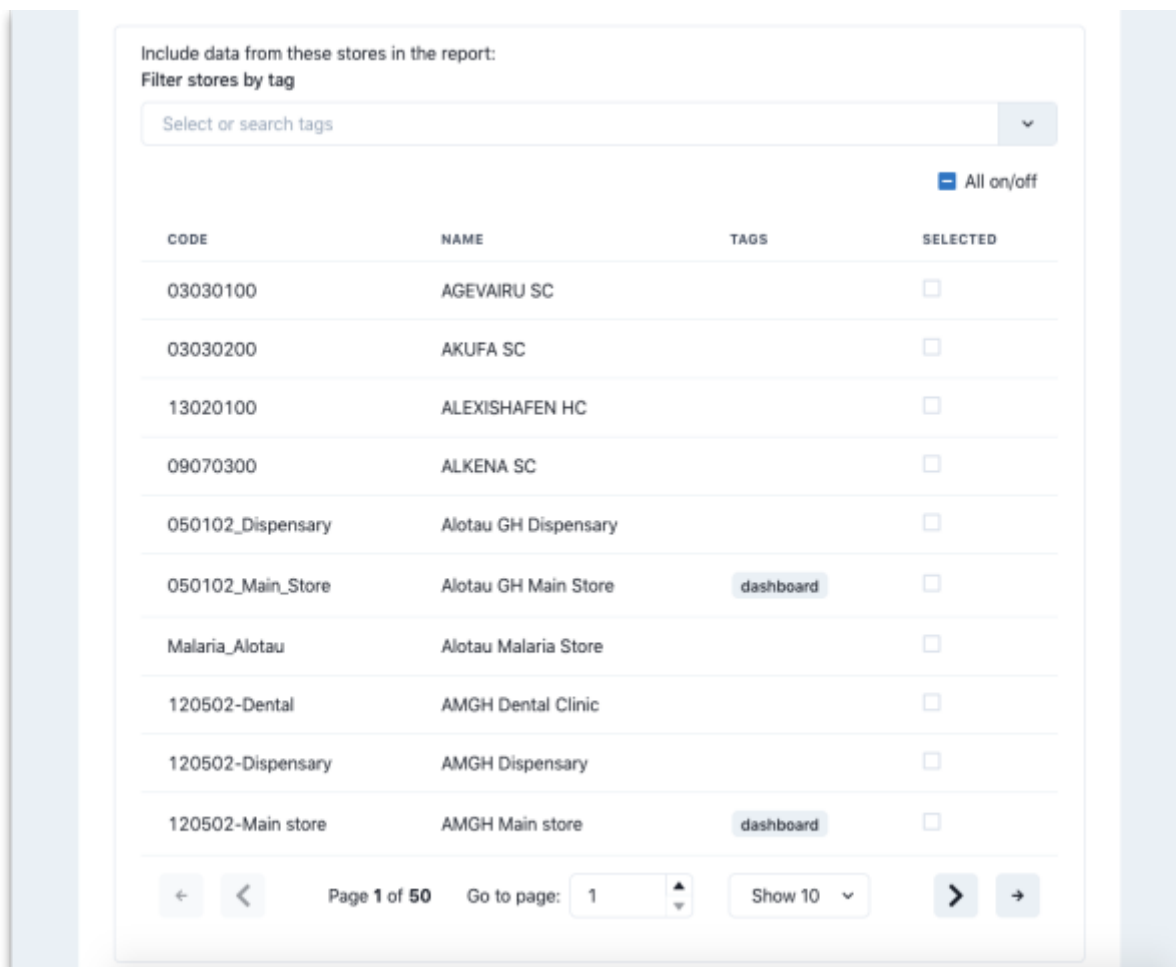 Include data from these stores in the report:
Filter stores by tag
Select or search tags
All on/off
CODE NAME TAGS SELECTED
03030100 AGEVAIRU SC
03030200 AKUFA SC
13020100 ALEXISHAFEN HC
09070300 ALKENA SC
050102_Dispensary Alotau GH Dispensary
050102_Main_Store Alotau GH Main Store dashboard
Malaria_Alotau Alotau Malaria Store
120502-Dental AMGH Dental Clinic
120502-Dispensary AMGH Dispensary
120502-Main store AMGH Main store dashboard
Page 1 of 50 Go to page: 1 Show 10